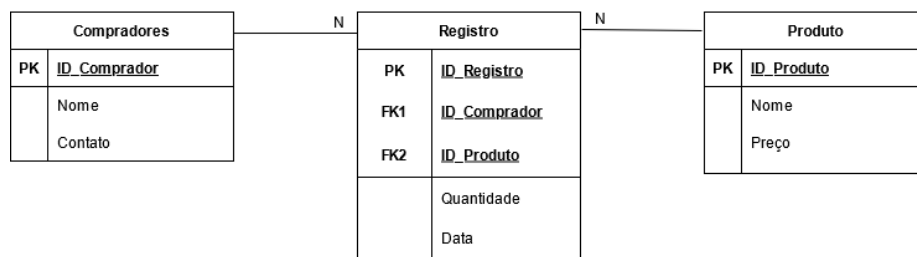 Compradores
PK ID_Comprador
Nome
Contato
N
Registro
PK ID_Registro
FK1 ID_Comprador
FK2 ID_Produto
Quantidade
Data
N
Produto
PK ID_Produto
Nome
Preço